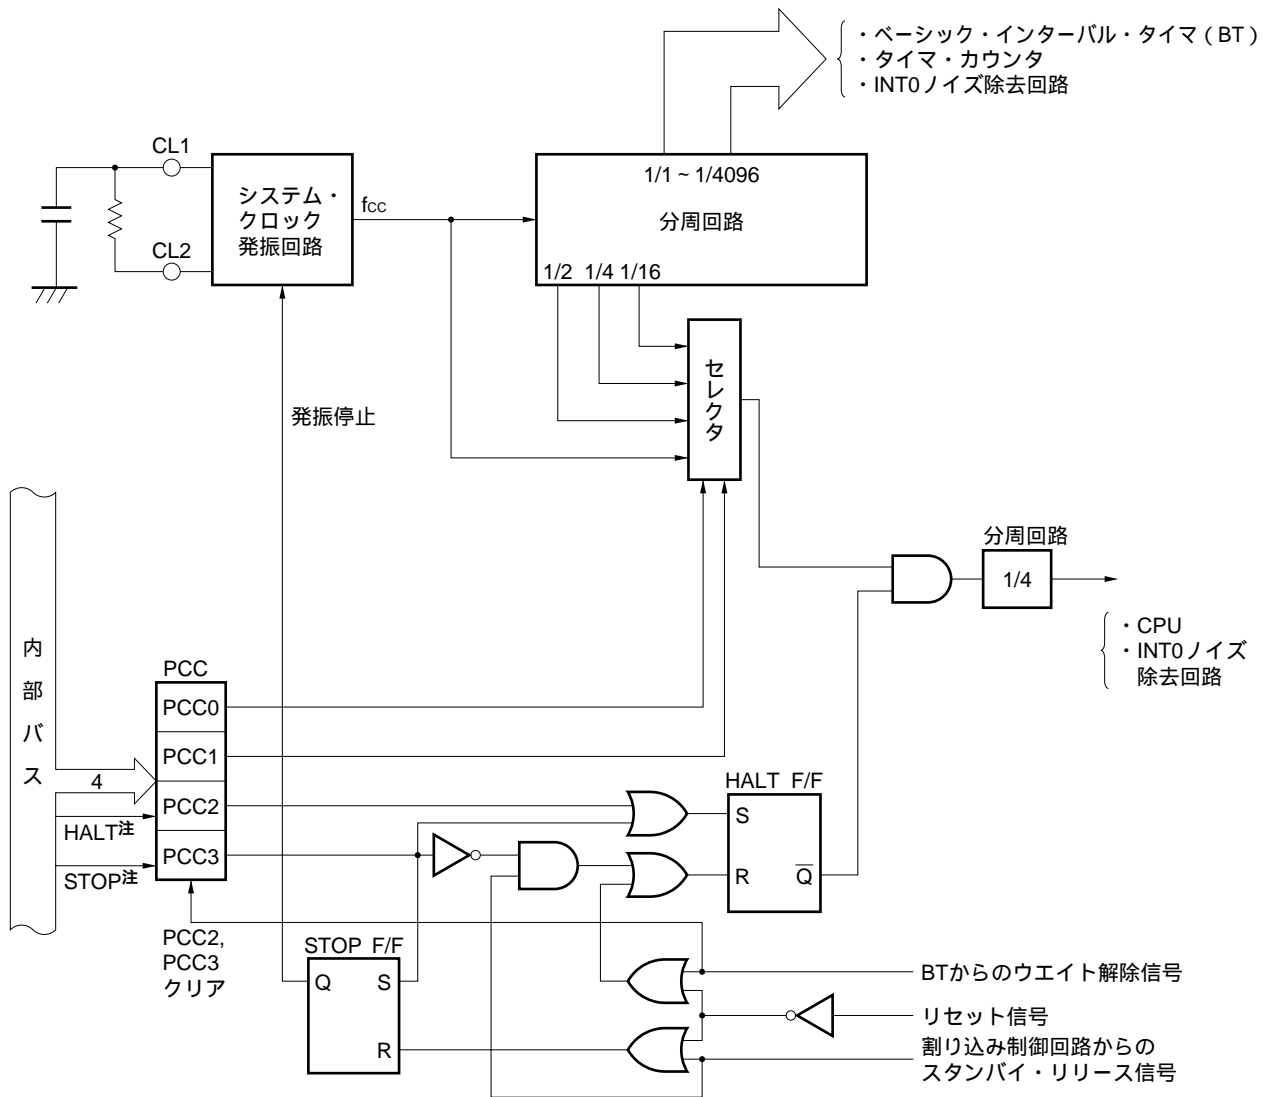 ・ベーシック・インターバル・タイマ ( BT )
・タイマ・カウンタ
・INT0ノイズ除去回路
CL1
システム・
クロック
発振回路
CL2
fCC
1/1 ~ 1/4096
分周回路
1/2 1/4 1/16
セレクタ
発振停止
分周回路
1/4
・CPU
・INT0ノイズ
除去回路
内部バス
PCC
PCC0
PCC1
PCC2
PCC3
4
HALT注
STOP注
HALT F/F
S
R Q
PCC2,
PCC3
クリア
STOP F/F
Q S
R
BTからのウエイト解除信号
リセット信号
割り込み制御回路からの
スタンバイ・リリース信号